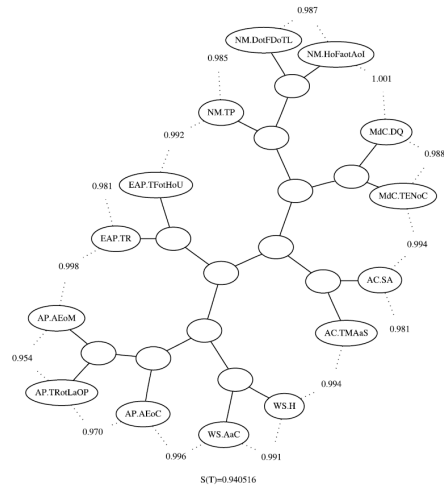 0.987
NM.DotFDoTL
NM.HoFaotAoI
0.985
1.001
NM.TP
0.992
MdC.DQ
0.988
EAP.TFotHoU
0.981
MdC.TENoC
EAP.TR
0.994
0.998
AC.SA
AP.AEoM
0.981
AC.TMAaS
0.954
0.994
AP.TRotLaOP
WS.H
AP.AEoC
0.970
WS.AaC
0.996
0.991
S(T)=0.940516